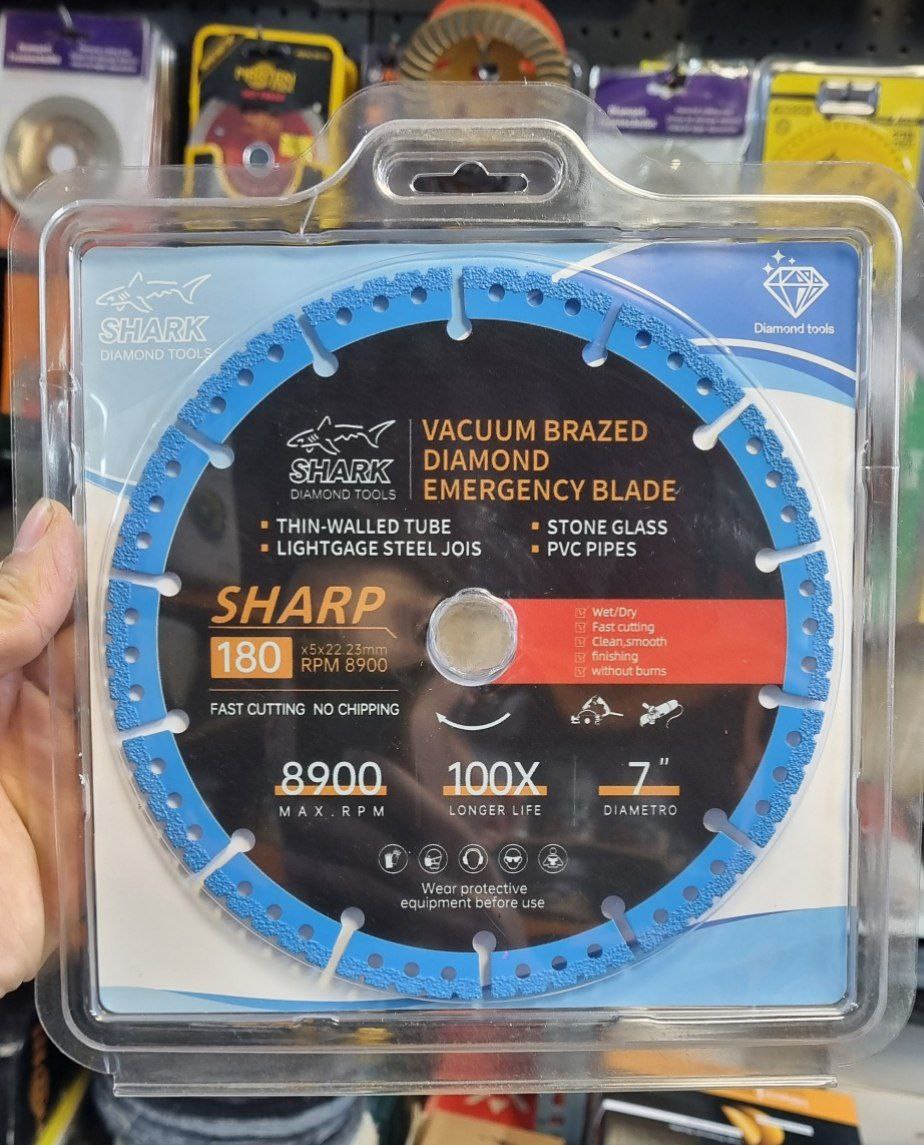 SHARK
DIAMOND TOOLS
Diamond tools
SHARK
DIAMOND TOOLS
VACUUM BRAZED
DIAMOND
EMERGENCY BLADE
THIN-WALLED TUBE
LIGHTGAGE STEEL JOIS
STONE GLASS
PVC PIPES
SHARP
180 x5x22.23mm
RPM 8900
FAST CUTTING NO CHIPPING
Wet/Dry
Fast cutting
Clean,smooth
finishing
without burns
8900
MAX.RPM
100X
LONGER LIFE
7"
DIAMETRO
Wear protective
equipment before use